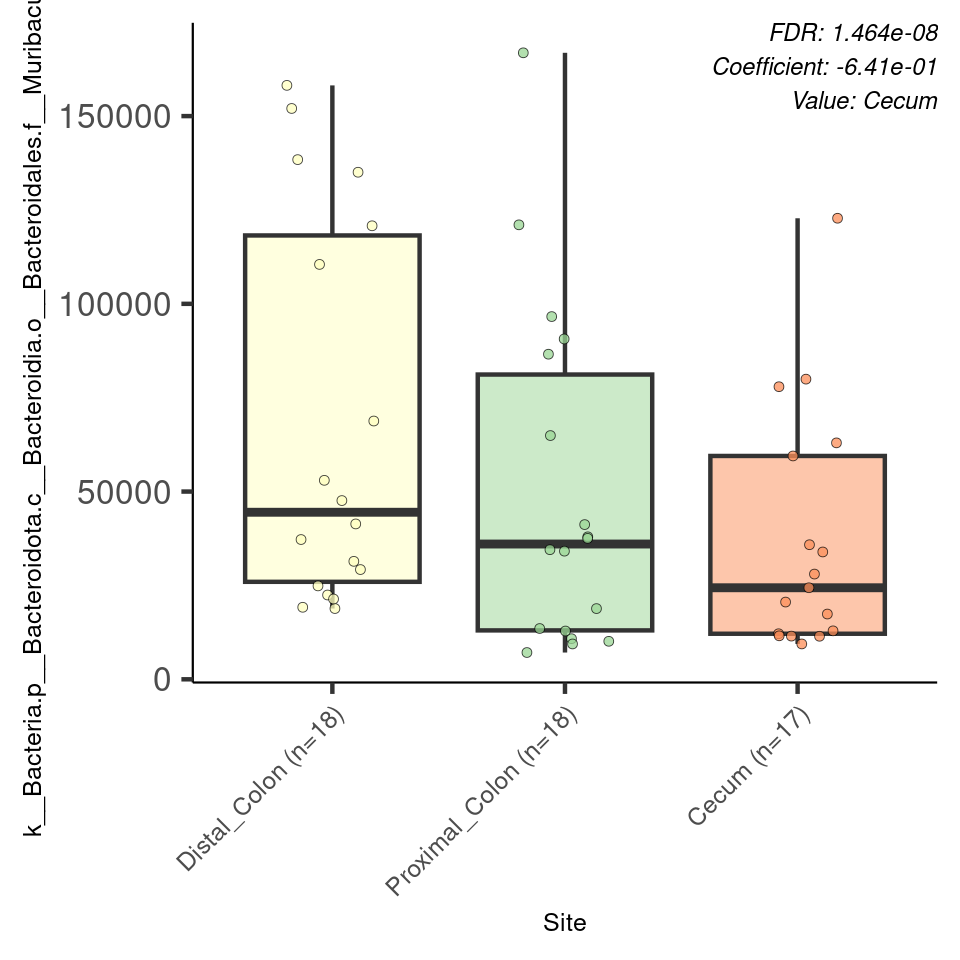 FDR: 1.464e-08
Coefficient: -6.41e-01
Value: Cecum
k__Bacteria.p__Bacteroidota.c__Bacteroidia.o__Bacteroidales.f__Muribacu
150000
100000
50000
0
Distal_Colon (n=18)
Proximal_Colon (n=18)
Cecum (n=17)
Site